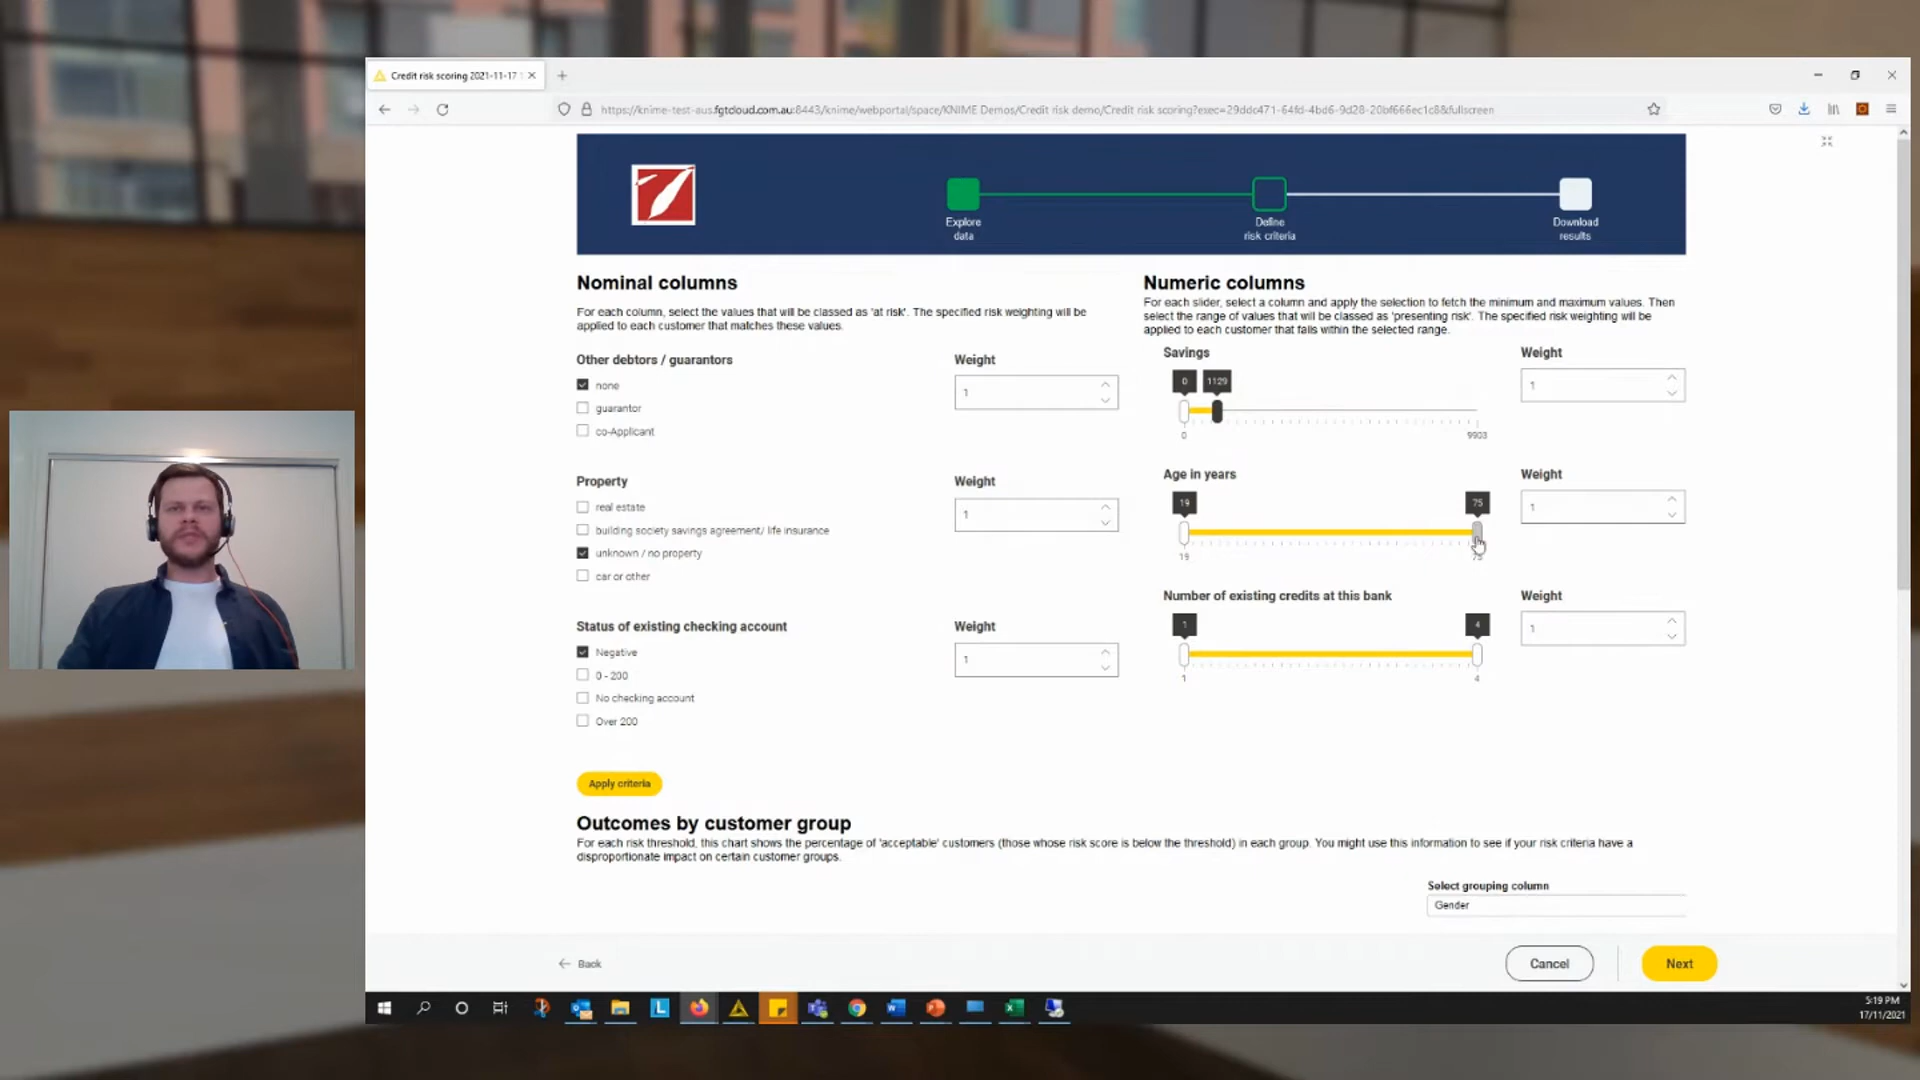 Credit risk scoring 2021-11-17
https://knime-test-aus.fgtcloud.com.au:8443/knime/webportal/space/KNIME Demos/Credit risk demo/Credit risk scoring?exec=29ddc471-64fd-4bd6-9d28-20bf666ec1c8&fullscreen
Explore
data
Define
risk criteria
Download
results
Nominal columns
For each column, select the values that will be classed as 'at risk'. The specified risk weighting will be
applied to each customer that matches these values.
Other debtors / guarantors
Weight
none
1
guarantor
co-Applicant
Property
Weight
real estate
1
building society savings agreement/ life insurance
unknown / no property
car or other
Status of existing checking account
Weight
Negative
1
0 - 200
No checking account
Over 200
Numeric columns
For each slider, select a column and apply the selection to fetch the minimum and maximum values. Then
select the range of values that will be classed as 'presenting risk'. The specified risk weighting will be
applied to each customer that falls within the selected range.
Savings
Weight
0 1129
1
0 9903
Age in years
Weight
19 75
1
19 75
Number of existing credits at this bank
Weight
1 4
1
1 4
Apply criteria
Outcomes by customer group
For each risk threshold, this chart shows the percentage of 'acceptable' customers (those whose risk score is below the threshold) in each group. You might use this information to see if your risk criteria have a
disproportionate impact on certain customer groups.
Select grouping column
Gender
Back
Cancel
Next
5:19 PM
17/11/2021